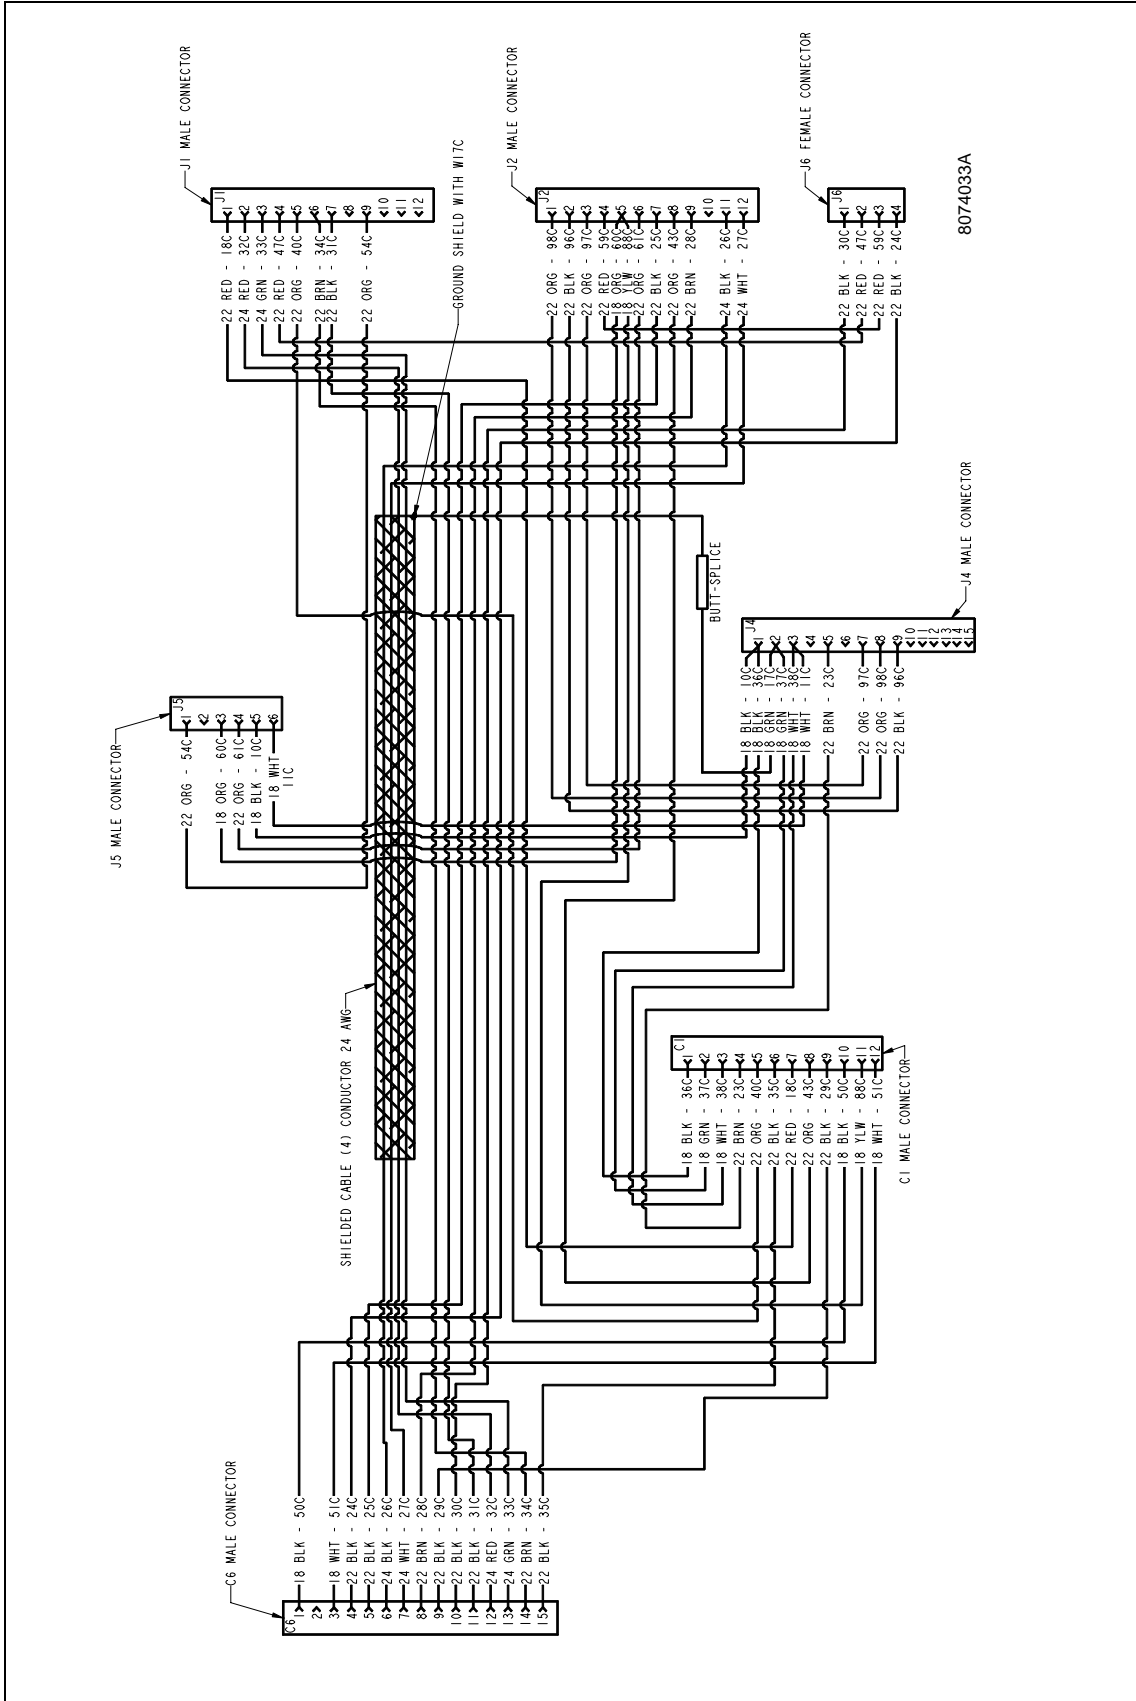 J1 MALE CONNECTOR
J1
1
2
3
4
5
6
7
8
9
10
11
12
22 RED - 18C
24 RED - 32C
24 GRN - 33C
22 RED - 47C
22 ORG - 40C
22 BRN - 34C
22 BLK - 31C
22 ORG - 54C
GROUND SHIELD WITH W17C
J2 MALE CONNECTOR
J2
1
2
3
4
5
6
7
8
9
10
11
12
22 ORG - 98C
22 BLK - 96C
22 ORG - 97C
22 RED - 59C
18 ORG - 60C
18 YLW - 88C
22 ORG - 61C
22 BLK - 25C
22 ORG - 43C
22 BRN - 28C
24 BLK - 26C
24 WHT - 27C
J6 FEMALE CONNECTOR
J6
1
2
3
4
22 BLK - 30C
22 RED - 47C
22 RED - 59C
22 BLK - 24C
8074033A
BUTT-SPLICE
J4 MALE CONNECTOR
J4
1
2
3
4
5
6
7
8
9
10
11
12
13
14
15
18 BLK - 10C
18 BLK - 36C
18 GRN - 17C
18 GRN - 37C
18 WHT - 38C
18 WHT - 11C
22 BRN - 23C
22 ORG - 97C
22 ORG - 98C
22 BLK - 96C
J5 MALE CONNECTOR
J5
1
2
3
4
5
6
22 ORG - 54C
18 ORG - 60C
22 ORG - 61C
18 BLK - 10C
18 WHT
11C
SHIELDED CABLE (4) CONDUCTOR 24 AWG
C1 MALE CONNECTOR
C1
1
2
3
4
5
6
7
8
9
10
11
12
18 BLK - 36C
18 GRN - 37C
18 WHT - 38C
22 BRN - 23C
22 ORG - 40C
22 BLK - 35C
22 RED - 18C
22 ORG - 43C
22 BLK - 29C
18 BLK - 50C
18 YLW - 88C
18 WHT - 51C
C6 MALE CONNECTOR
C6
1
2
3
4
5
6
7
8
9
10
11
12
13
14
15
18 BLK - 50C
18 WHT - 51C
22 BLK - 24C
22 BLK - 25C
24 BLK - 26C
24 WHT - 27C
22 BRN - 28C
22 BLK - 29C
22 BLK - 30C
22 BLK - 31C
24 RED - 32C
24 GRN - 33C
22 BRN - 34C
22 BLK - 35C